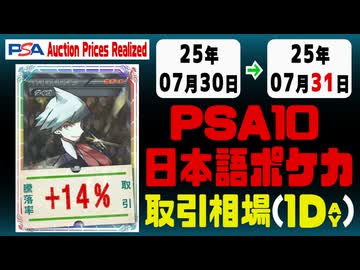 PSA Auction Prices Realized
25年
07月30日
25年
07月31日
PSA10
日本語ポケカ
取引相場(1D)
騰落率
+14%
取引